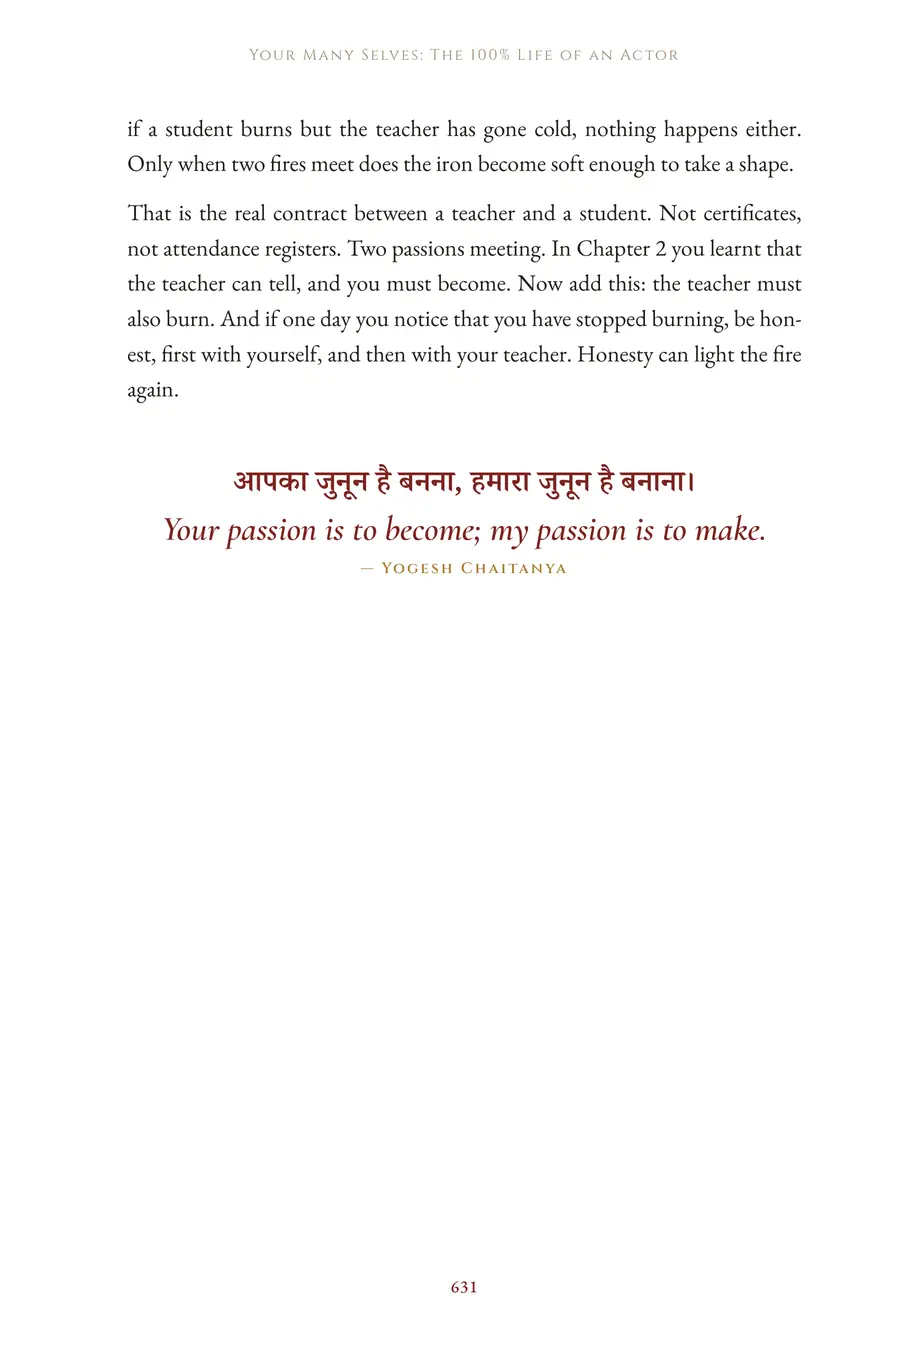 Your Many Selves: The 100% Life of an Actor
if a student burns but the teacher has gone cold, nothing happens either.
Only when two fires meet does the iron become soft enough to take a shape.
That is the real contract between a teacher and a student. Not certificates,
not attendance registers. Two passions meeting. In Chapter 2 you learnt that
the teacher can tell, and you must become. Now add this: the teacher must
also burn. And if one day you notice that you have stopped burning, be hon-
est, first with yourself, and then with your teacher. Honesty can light the fire
again.
आपका जुनून है बनना, हमारा जुनून है बनाना।
Your passion is to become; my passion is to make.
— Yogesh Chaitanya
631